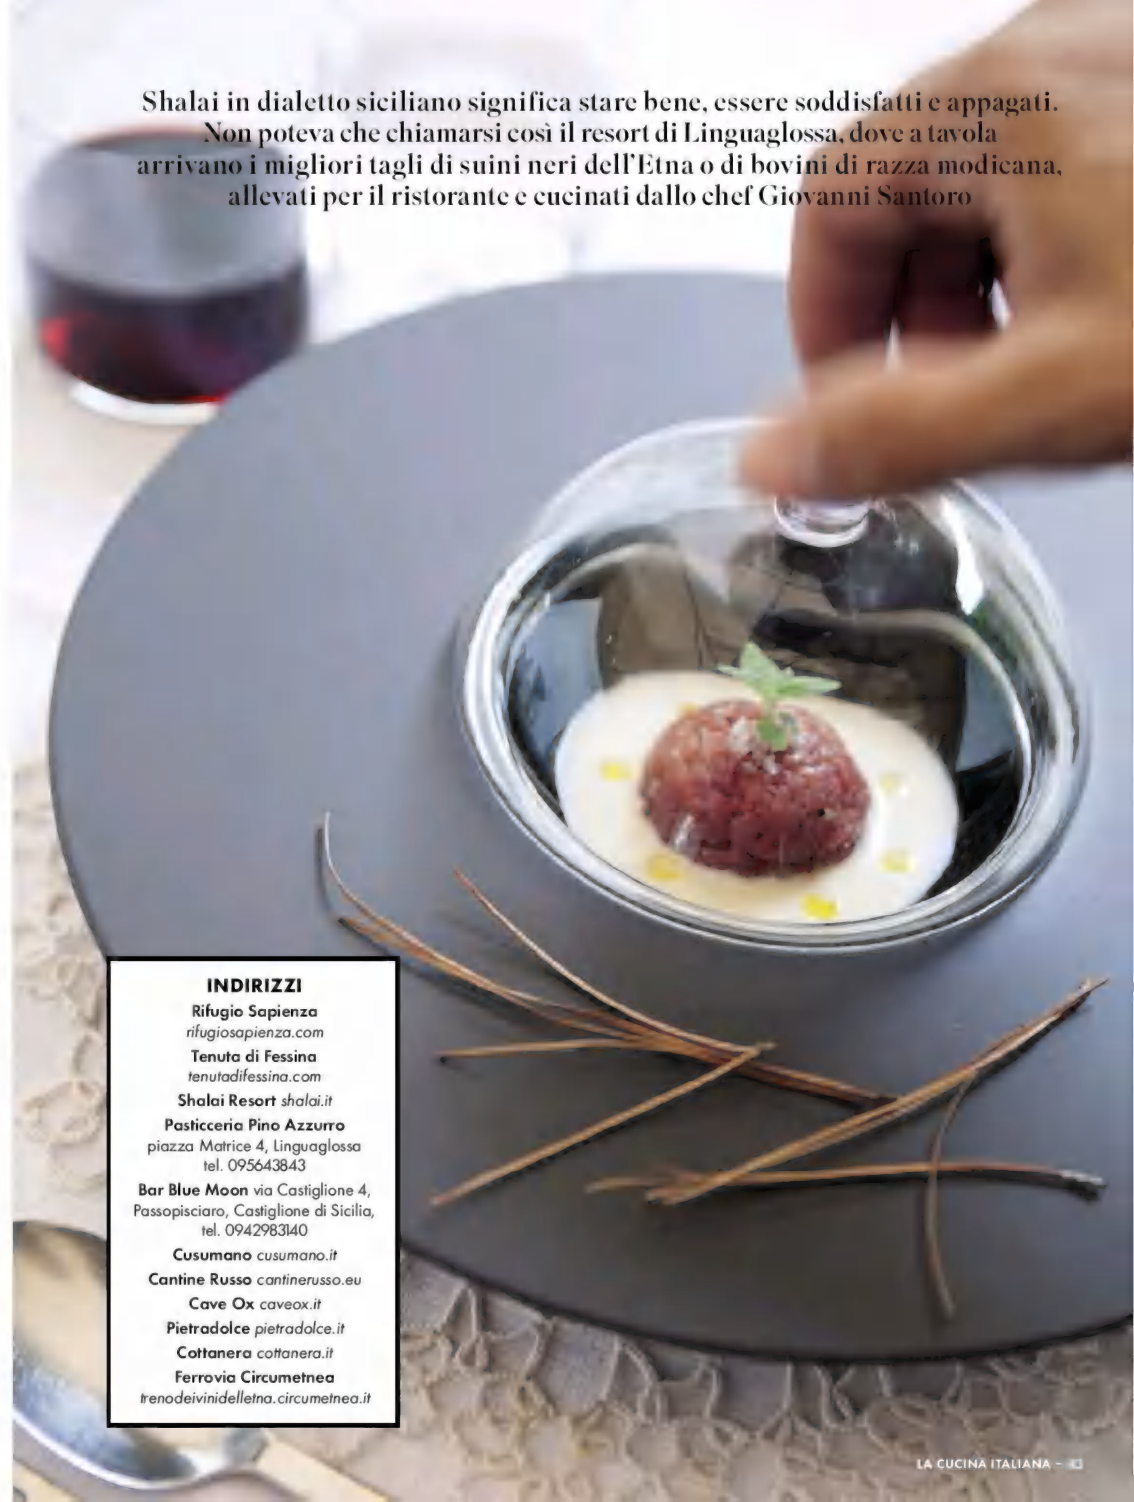 Shalai in dialetto siciliano significa stare bene, essere soddisfatti e appagati.
Non poteva che chiamarsi così il resort di Linguaglossa, dove a tavola
arrivano i migliori tagli di suini neri dell'Etna o di bovini di razza modicana,
allevati per il ristorante e cucinati dallo chef Giovanni Santoro
INDIRIZZI
Rifugio Sapienza
rifugiosapienza.com
Tenuta di Fessina
tenutadifessina.com
Shalai Resort shalai.it
Pasticceria Pino Azzurro
piazza Matrice 4, Linguaglossa
tel. 095643843
Bar Blue Moon via Castiglione 4,
Passopisciaro, Castiglione di Sicilia,
tel. 0942983140
Cusumano cusumano.it
Cantine Russo cantinerusso.eu
Cave Ox caveox.it
Pietradolce pietradolce.it
Cottanera cottanera.it
Ferrovia Circumetnea
trenodeivinidelletna.circumetnea.it
LA CUCINA ITALIANA –